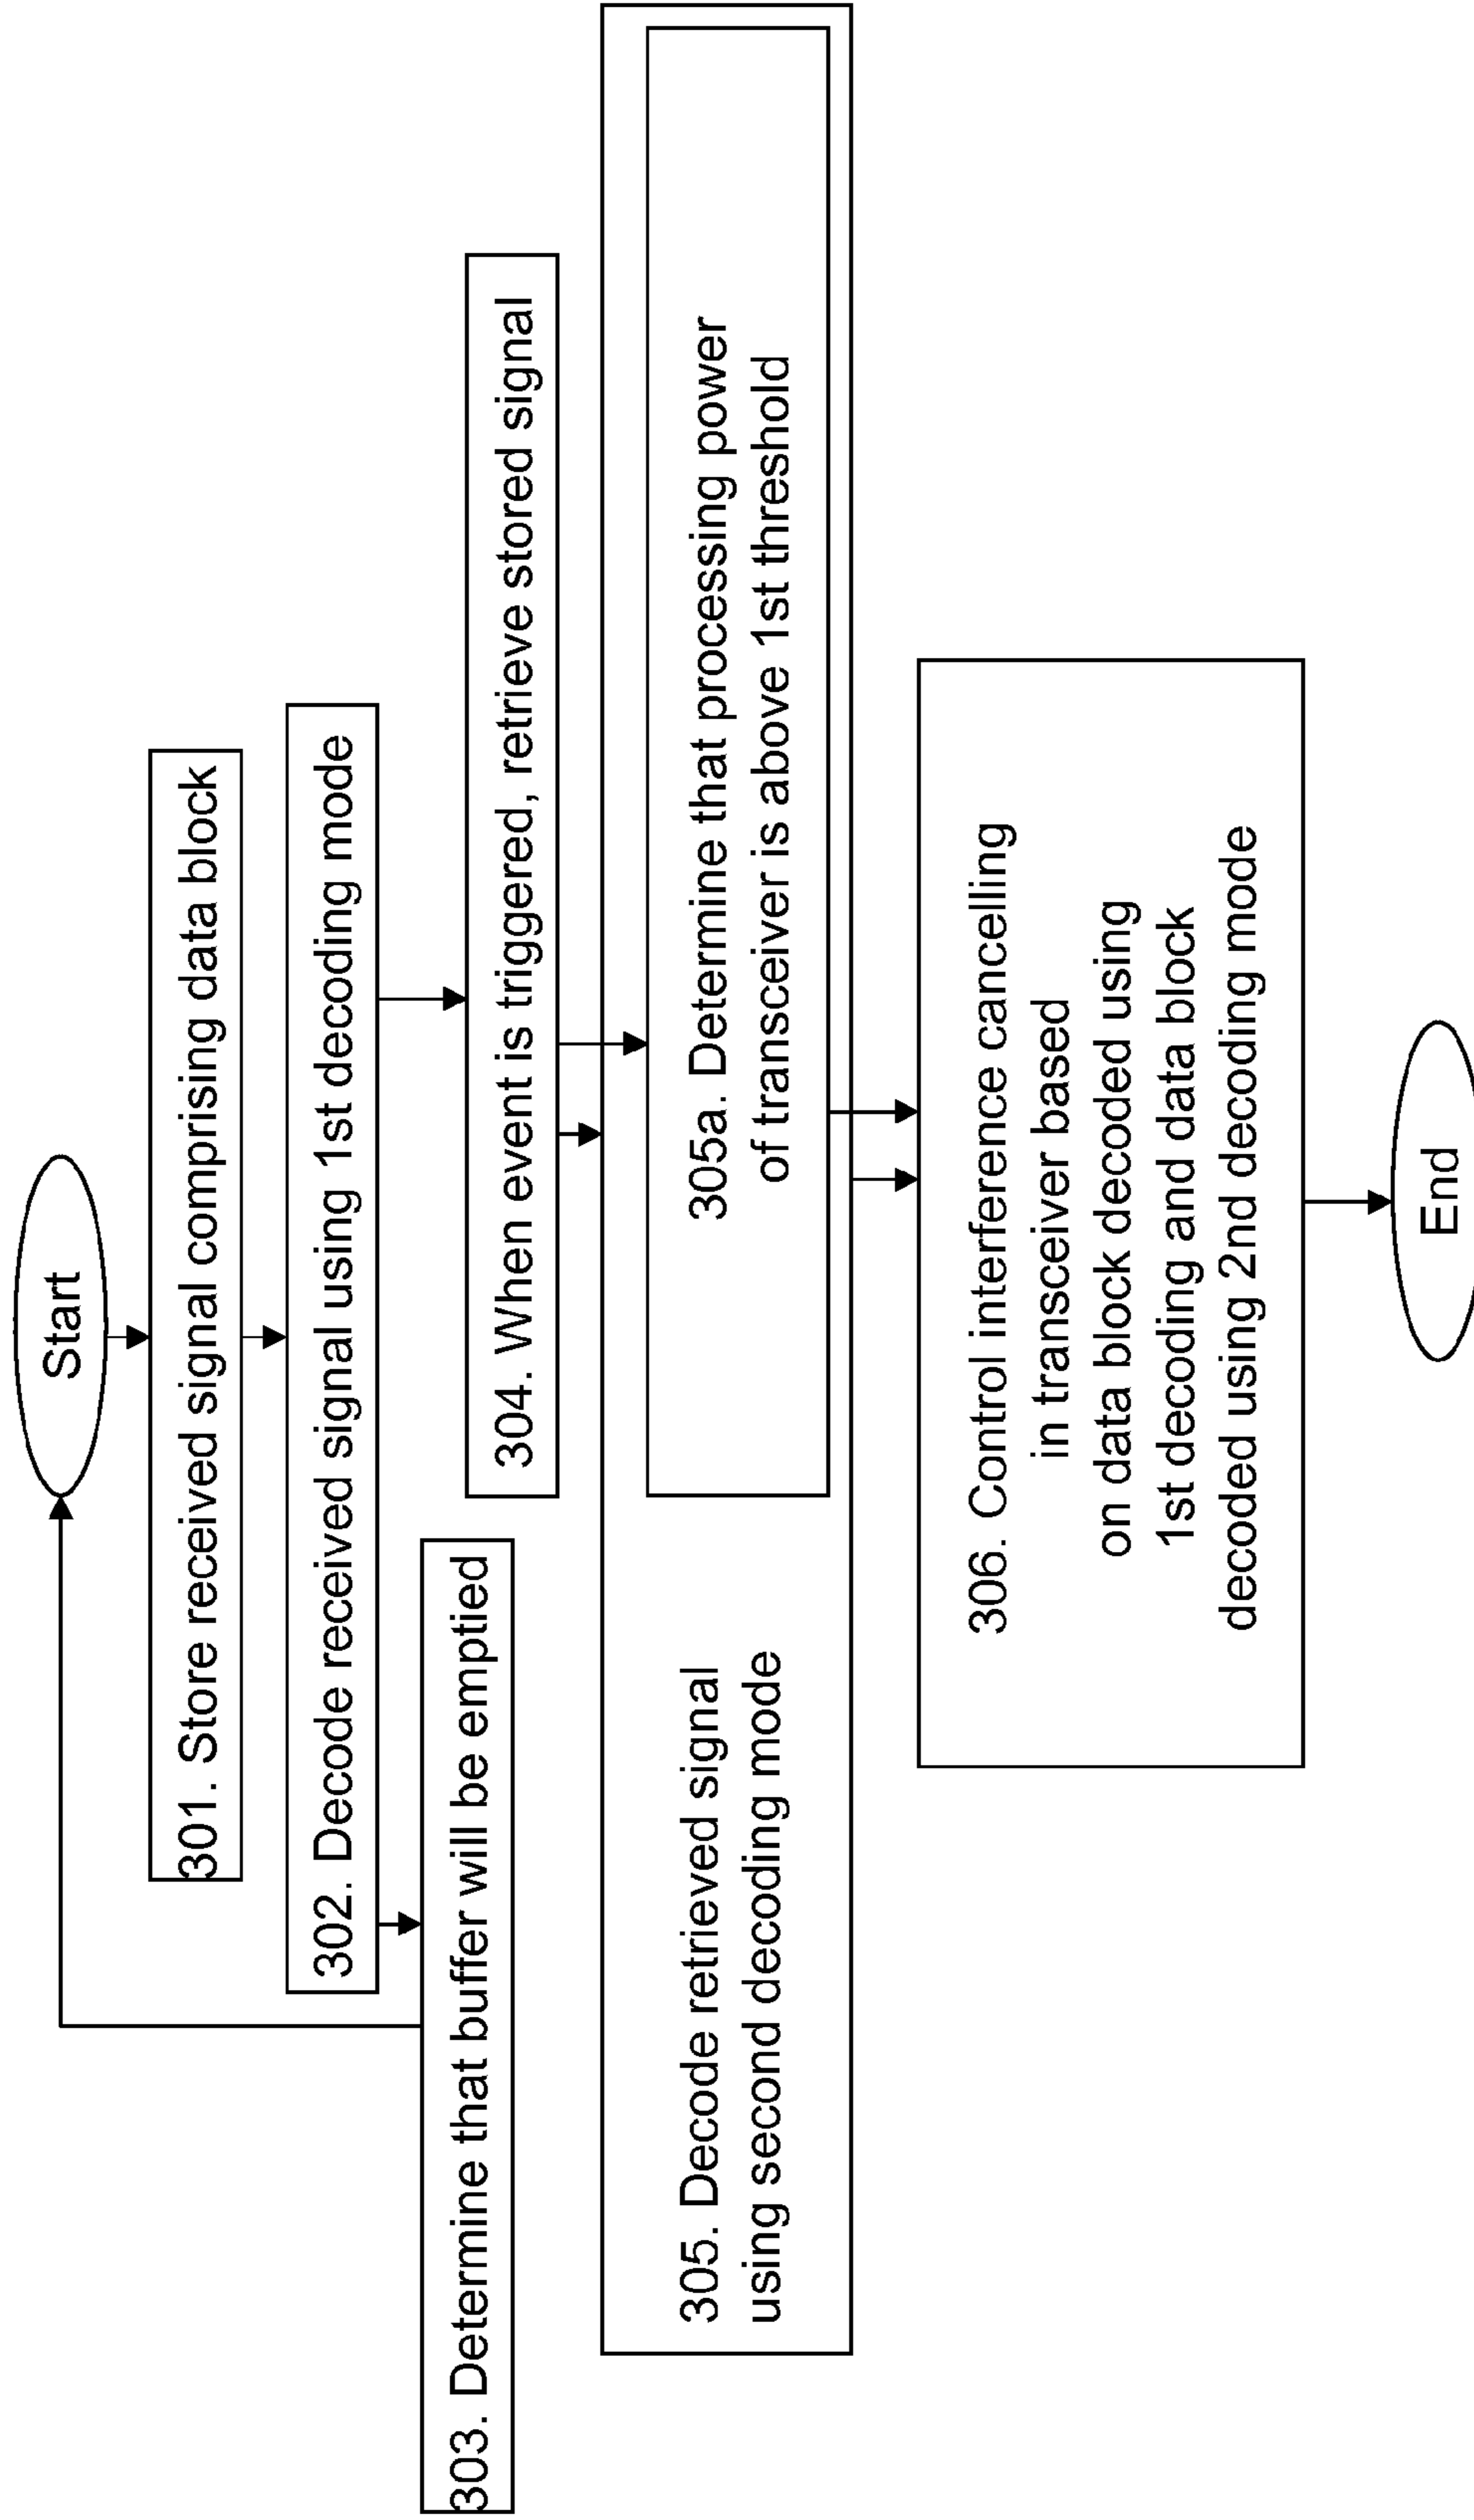 Start
301. Store received signal comprising data block
302. Decode received signal using 1st decoding mode
303. Determine that buffer will be emptied
304. When event is triggered, retrieve stored signal
305. Decode retrieved signal
using second decoding mode
305a. Determine that processing power
of transceiver is above 1st threshold
306. Control interference cancelling
in transceiver based
on data block decoded using
1st decoding and data block
decoded using 2nd decoding mode
End